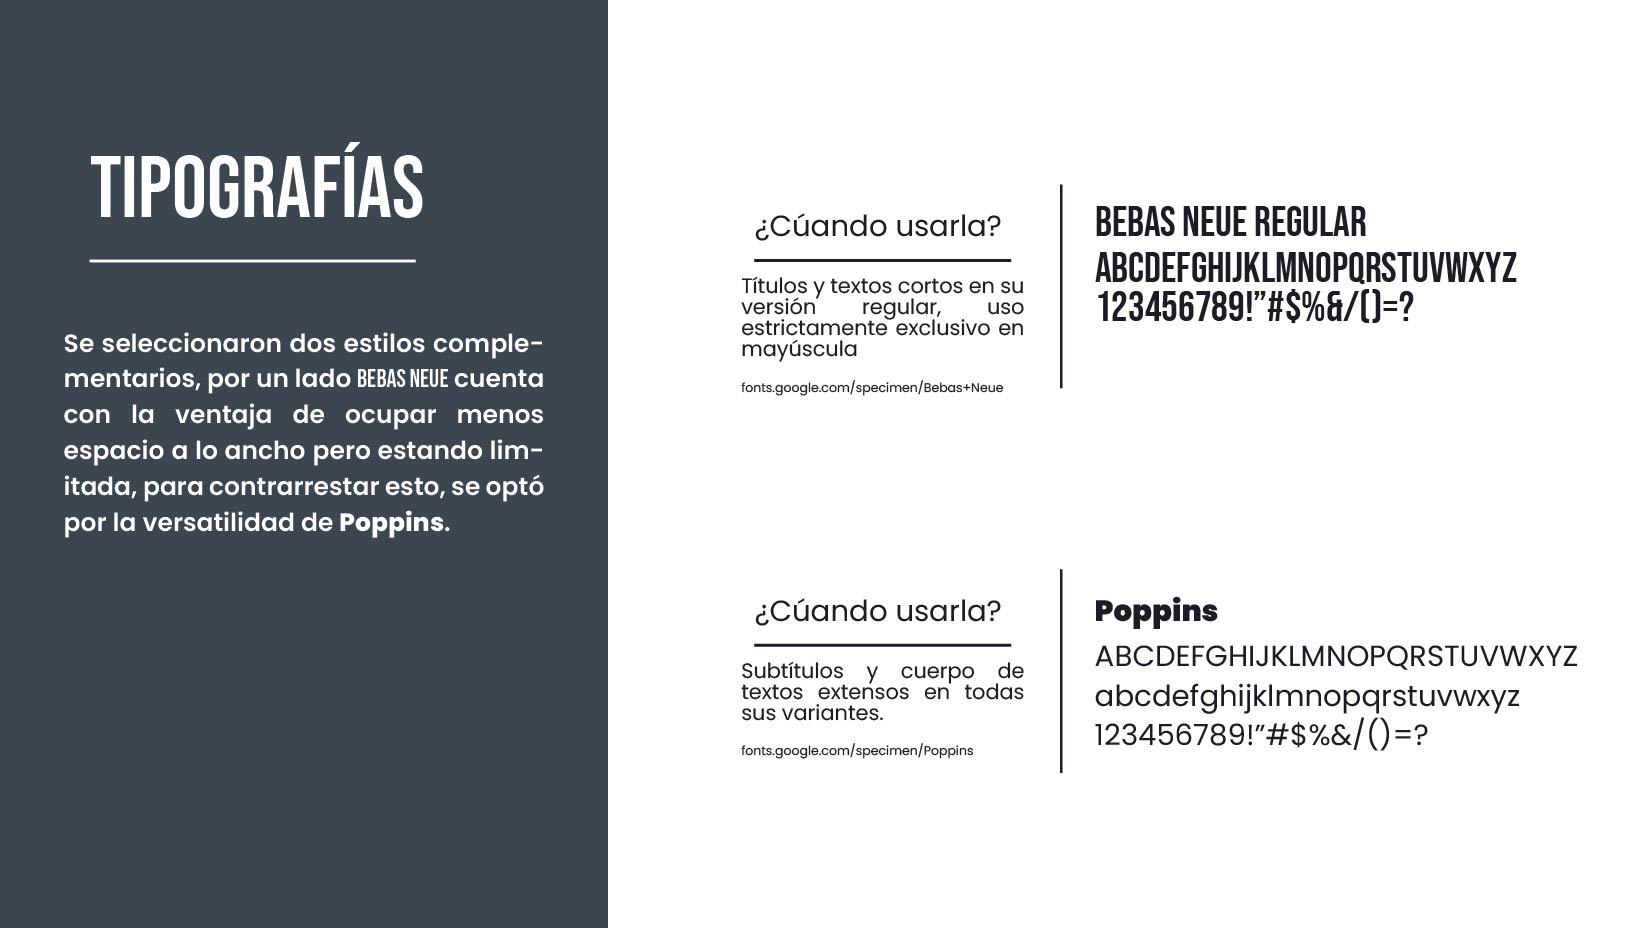 TIPOGRAFÍAS
Se seleccionaron dos estilos comple-
mentarios, por un lado BEBAS NEUE cuenta
con la ventaja de ocupar menos
espacio a lo ancho pero estando lim-
itada, para contrarrestar esto, se optó
por la versatilidad de Poppins.
¿Cúando usarla?
Títulos y textos cortos en su
versión regular, uso
estrictamente exclusivo en
mayúscula
fonts.google.com/specimen/Bebas+Neue
BEBAS NEUE REGULAR
ABCDEFGHIJKLMNOPQRSTUVWXYZ
123456789!”#$%&/()=?
¿Cúando usarla?
Subtítulos y cuerpo de
textos extensos en todas
sus variantes.
fonts.google.com/specimen/Poppins
Poppins
ABCDEFGHIJKLMNOPQRSTUVWXYZ
abcdefghijklmnopqrstuvwxyz
123456789!”#$%&/()=?